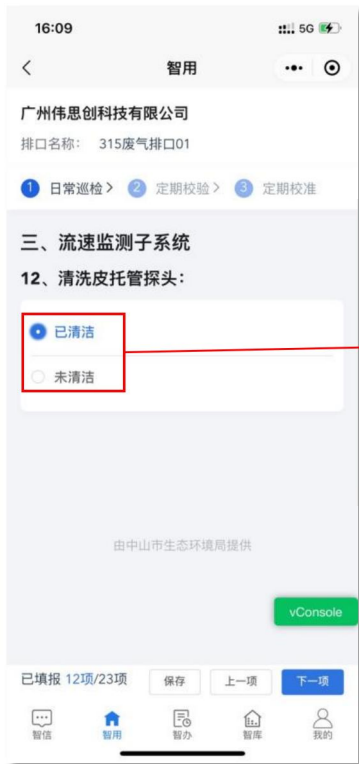 16:09
5G
智用
广州伟思创科技有限公司
排口名称: 315废气排口01
1 日常巡检> 2 定期校验> 3 定期校准
三、流速监测子系统
12、清洗皮托管探头:
已清洁
未清洁
由中山市生态环境局提供
vConsole
已填报 12项/23项 保存 上一项 下一项
智信 智用 智办 智库 我的